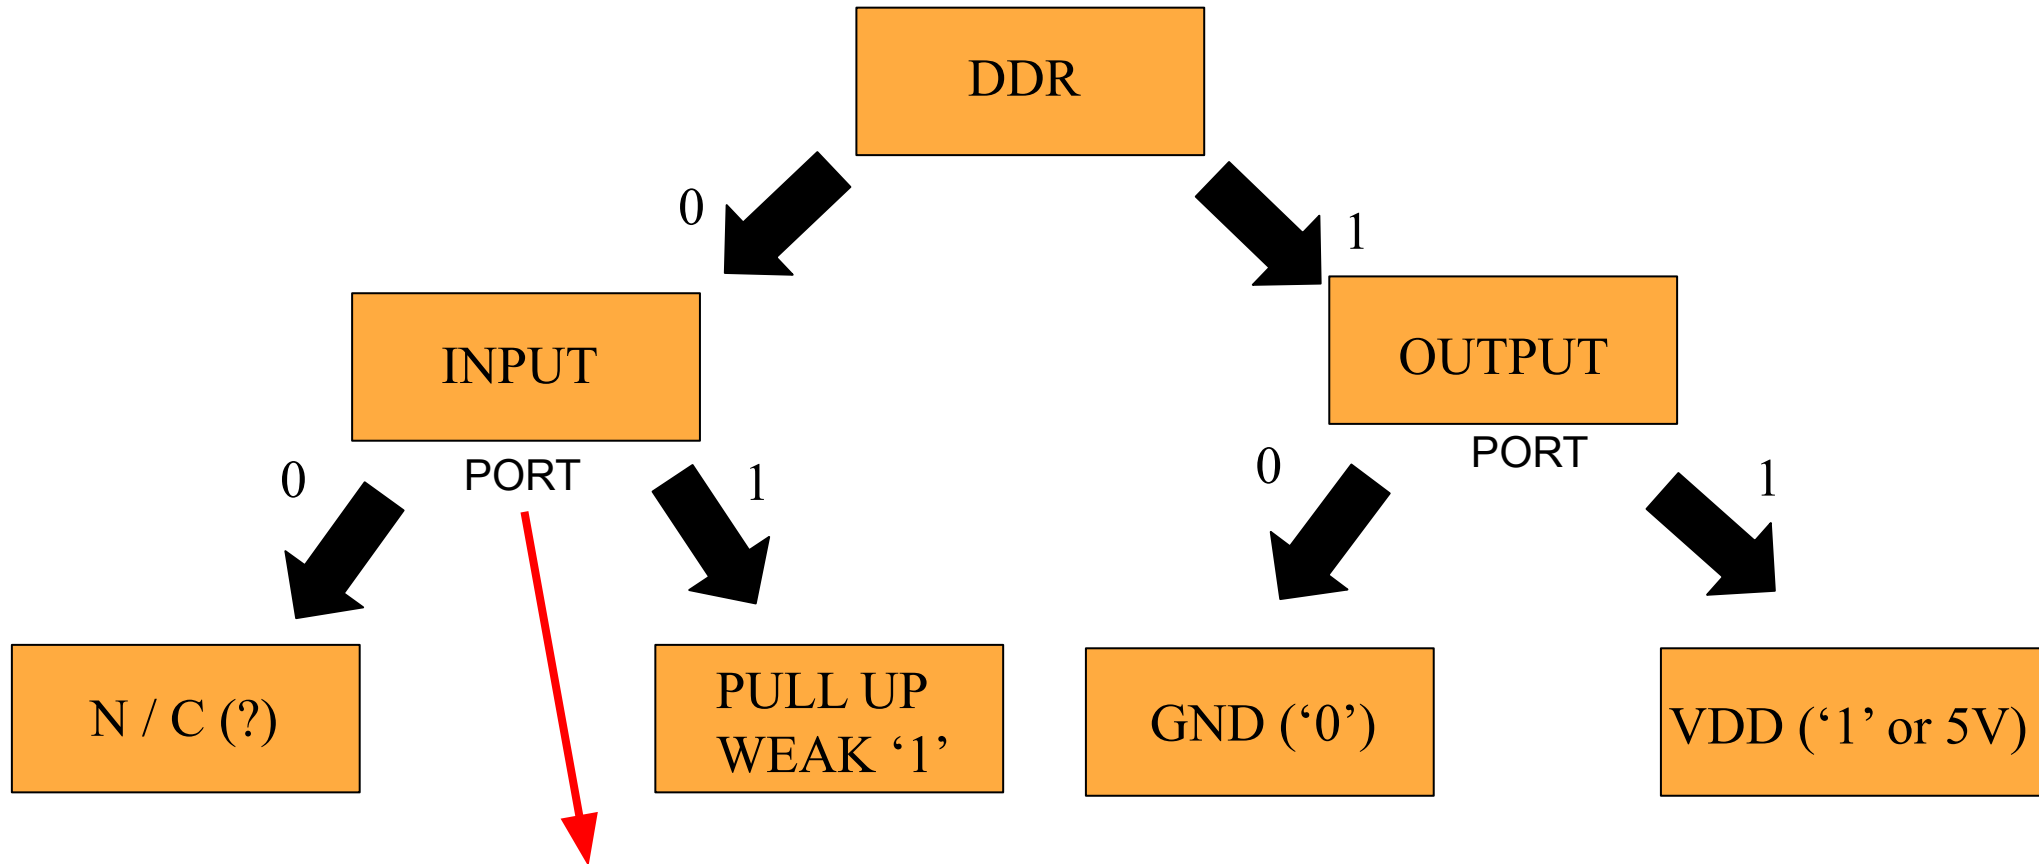 DDR
0
1
INPUT
OUTPUT
0
PORT
1
0
PORT
1
N / C (?)
PULL UP
WEAK ‘1’
GND (‘0’)
VDD (‘1’ or 5V)